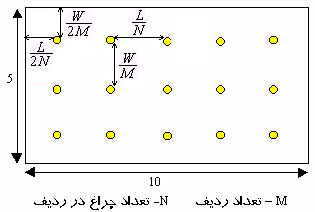 W/2M
L/N
L/2N
W/M
5
10
M – تعداد ردیف
N- تعداد چراغ در ردیف